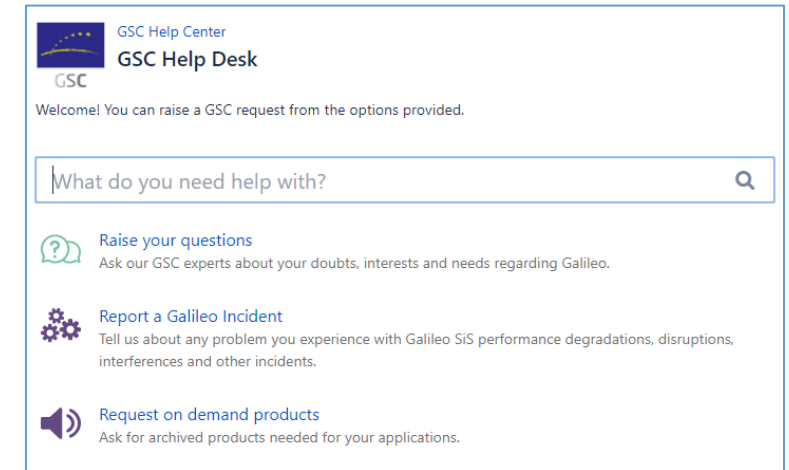 GSC Help Center
GSC Help Desk
GSC
Welcome! You can raise a GSC request from the options provided.
What do you need help with?
Raise your questions
Ask our GSC experts about your doubts, interests and needs regarding Galileo.
Report a Galileo Incident
Tell us about any problem you experience with Galileo SiS performance degradations, disruptions,
interferences and other incidents.
Request on demand products
Ask for archived products needed for your applications.